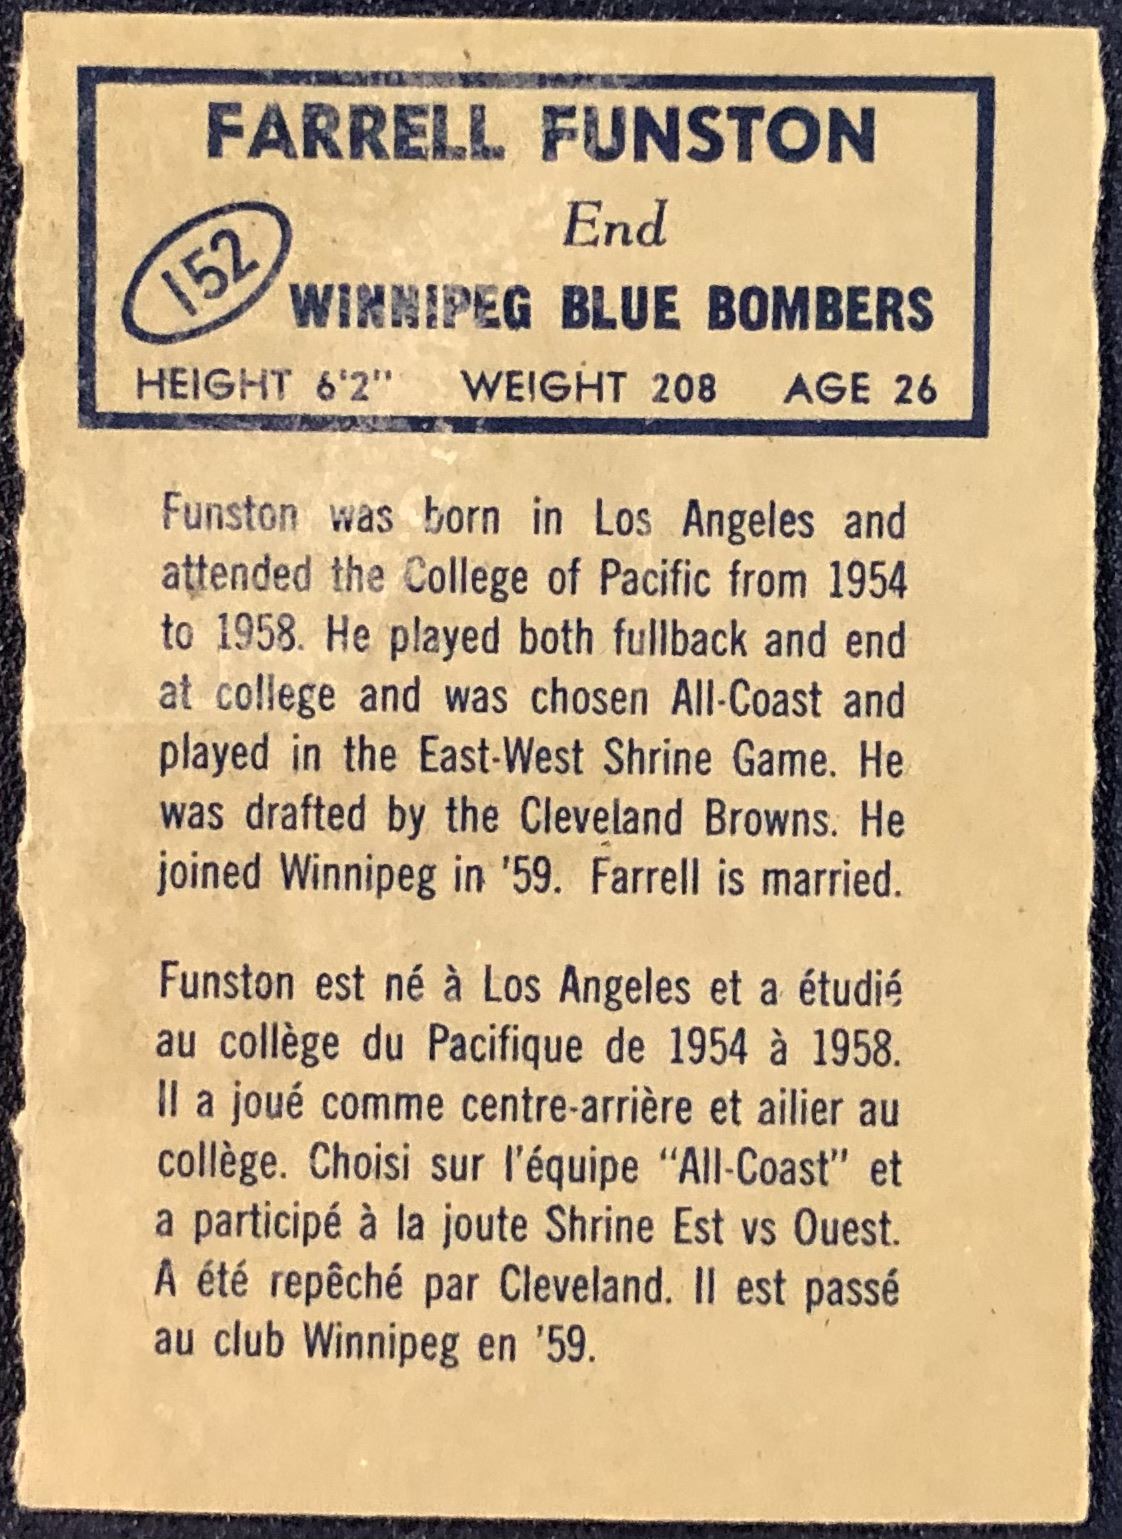 FARRELL FUNSTON
End
152
WINNIPEG BLUE BOMBERS
HEIGHT 6'2" WEIGHT 208 AGE 26
Funston was born in Los Angeles and
attended the College of Pacific from 1954
to 1958. He played both fullback and end
at college and was chosen All-Coast and
played in the East-West Shrine Game. He
was drafted by the Cleveland Browns. He
joined Winnipeg in '59. Farrell is married.
Funston est né à Los Angeles et a étudié
au collège du Pacifique de 1954 à 1958.
Il a joué comme centre-arrière et ailier au
collège. Choisi sur l'équipe "All-Coast" et
a participé à la joute Shrine Est vs Ouest.
A été repêché par Cleveland. Il est passé
au club Winnipeg en '59.